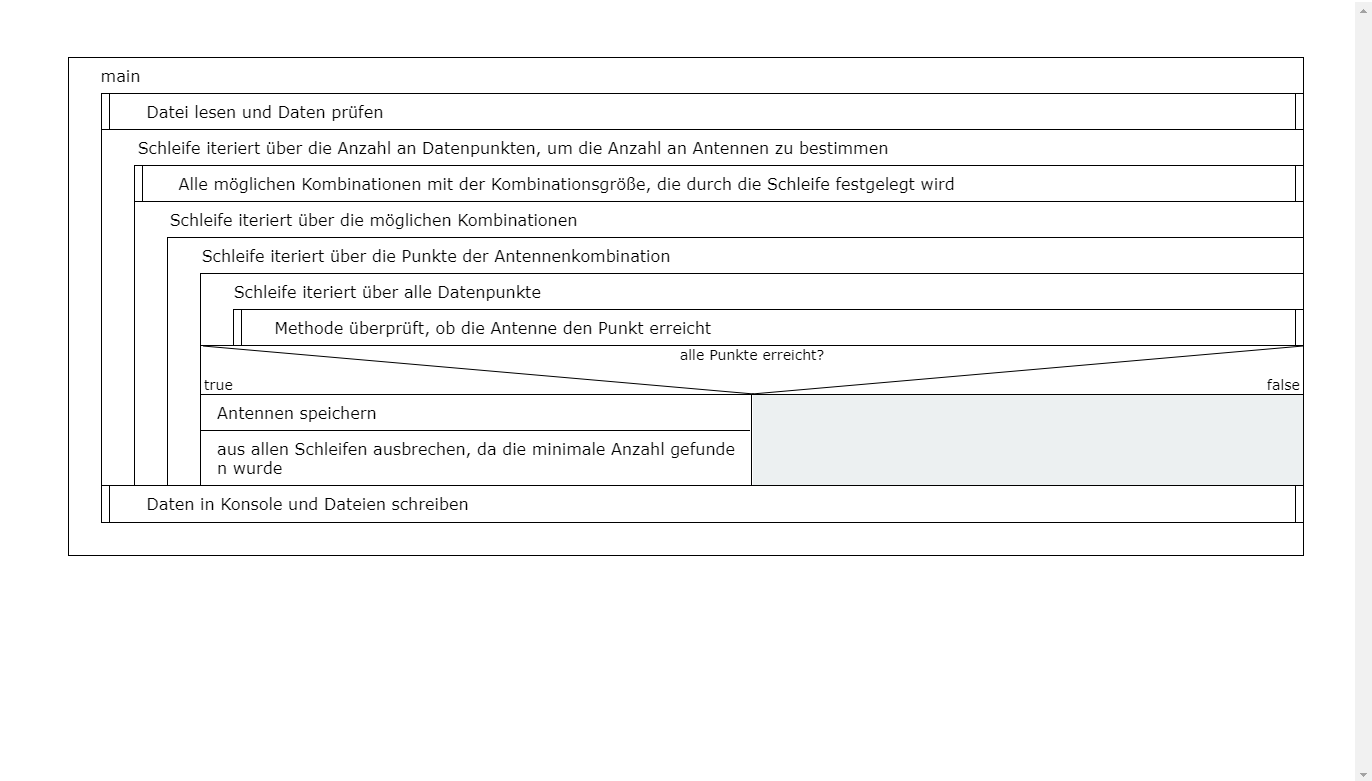 main
Datei lesen und Daten prüfen
Schleife iteriert über die Anzahl an Datenpunkten, um die Anzahl an Antennen zu bestimmen
Alle möglichen Kombinationen mit der Kombinationsgröße, die durch die Schleife festgelegt wird
Schleife iteriert über die möglichen Kombinationen
Schleife iteriert über die Punkte der Antennenkombination
Schleife iteriert über alle Datenpunkte
Methode überprüft, ob die Antenne den Punkt erreicht
alle Punkte erreicht?
true
false
Antennen speichern
aus allen Schleifen ausbrechen, da die minimale Anzahl gefunde
n wurde
Daten in Konsole und Dateien schreiben